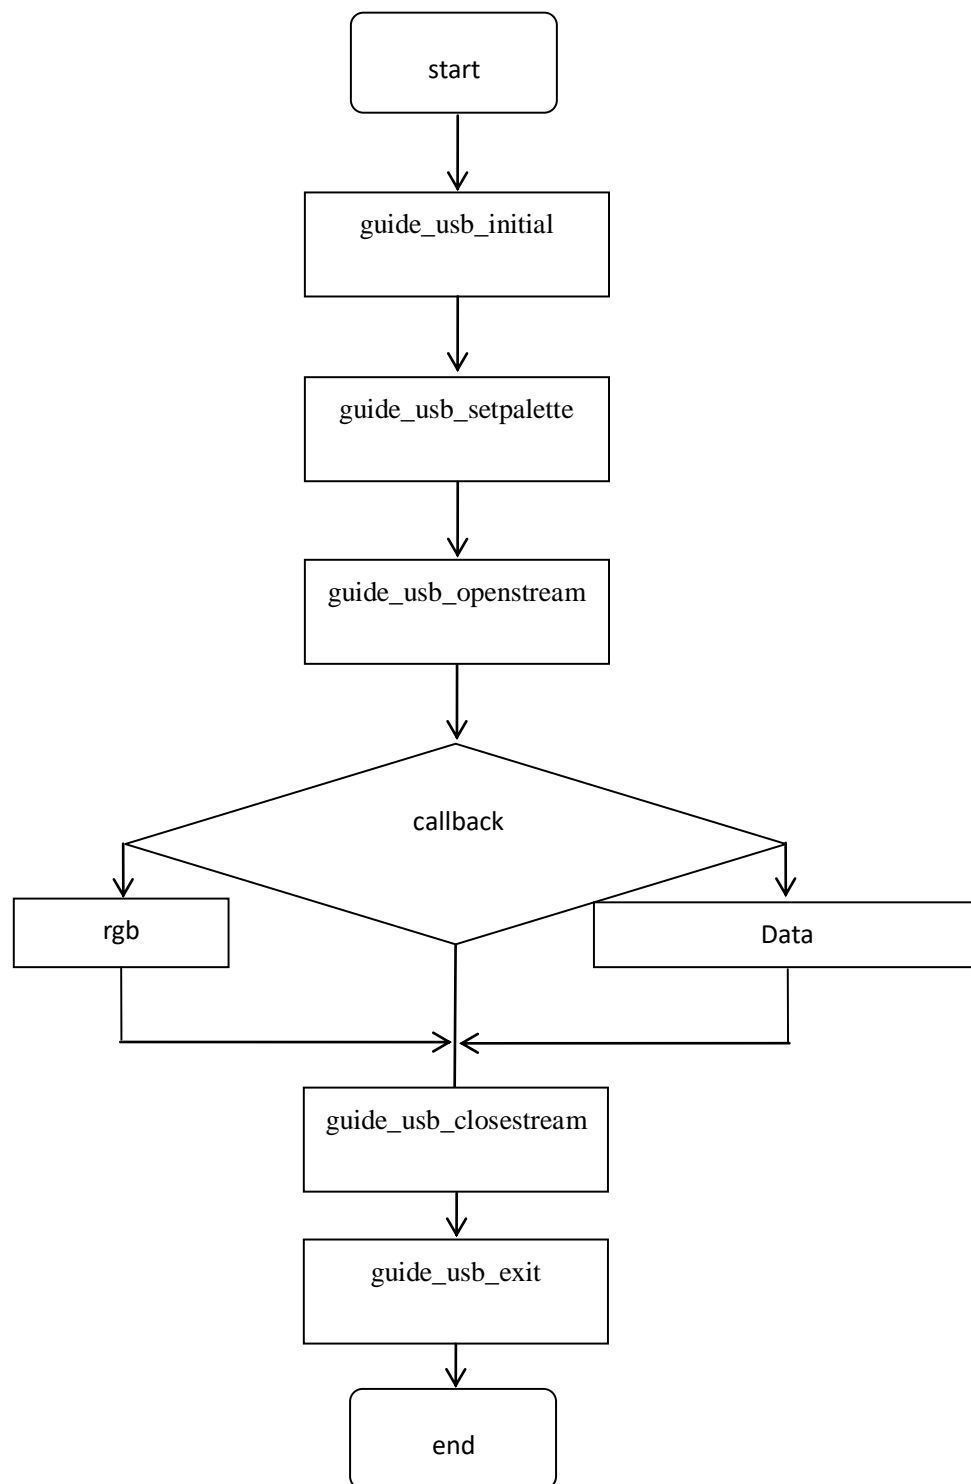 start
guide_usb_initial
guide_usb_setpalette
guide_usb_openstream
callback
rgb
Data
guide_usb_closestream
guide_usb_exit
end